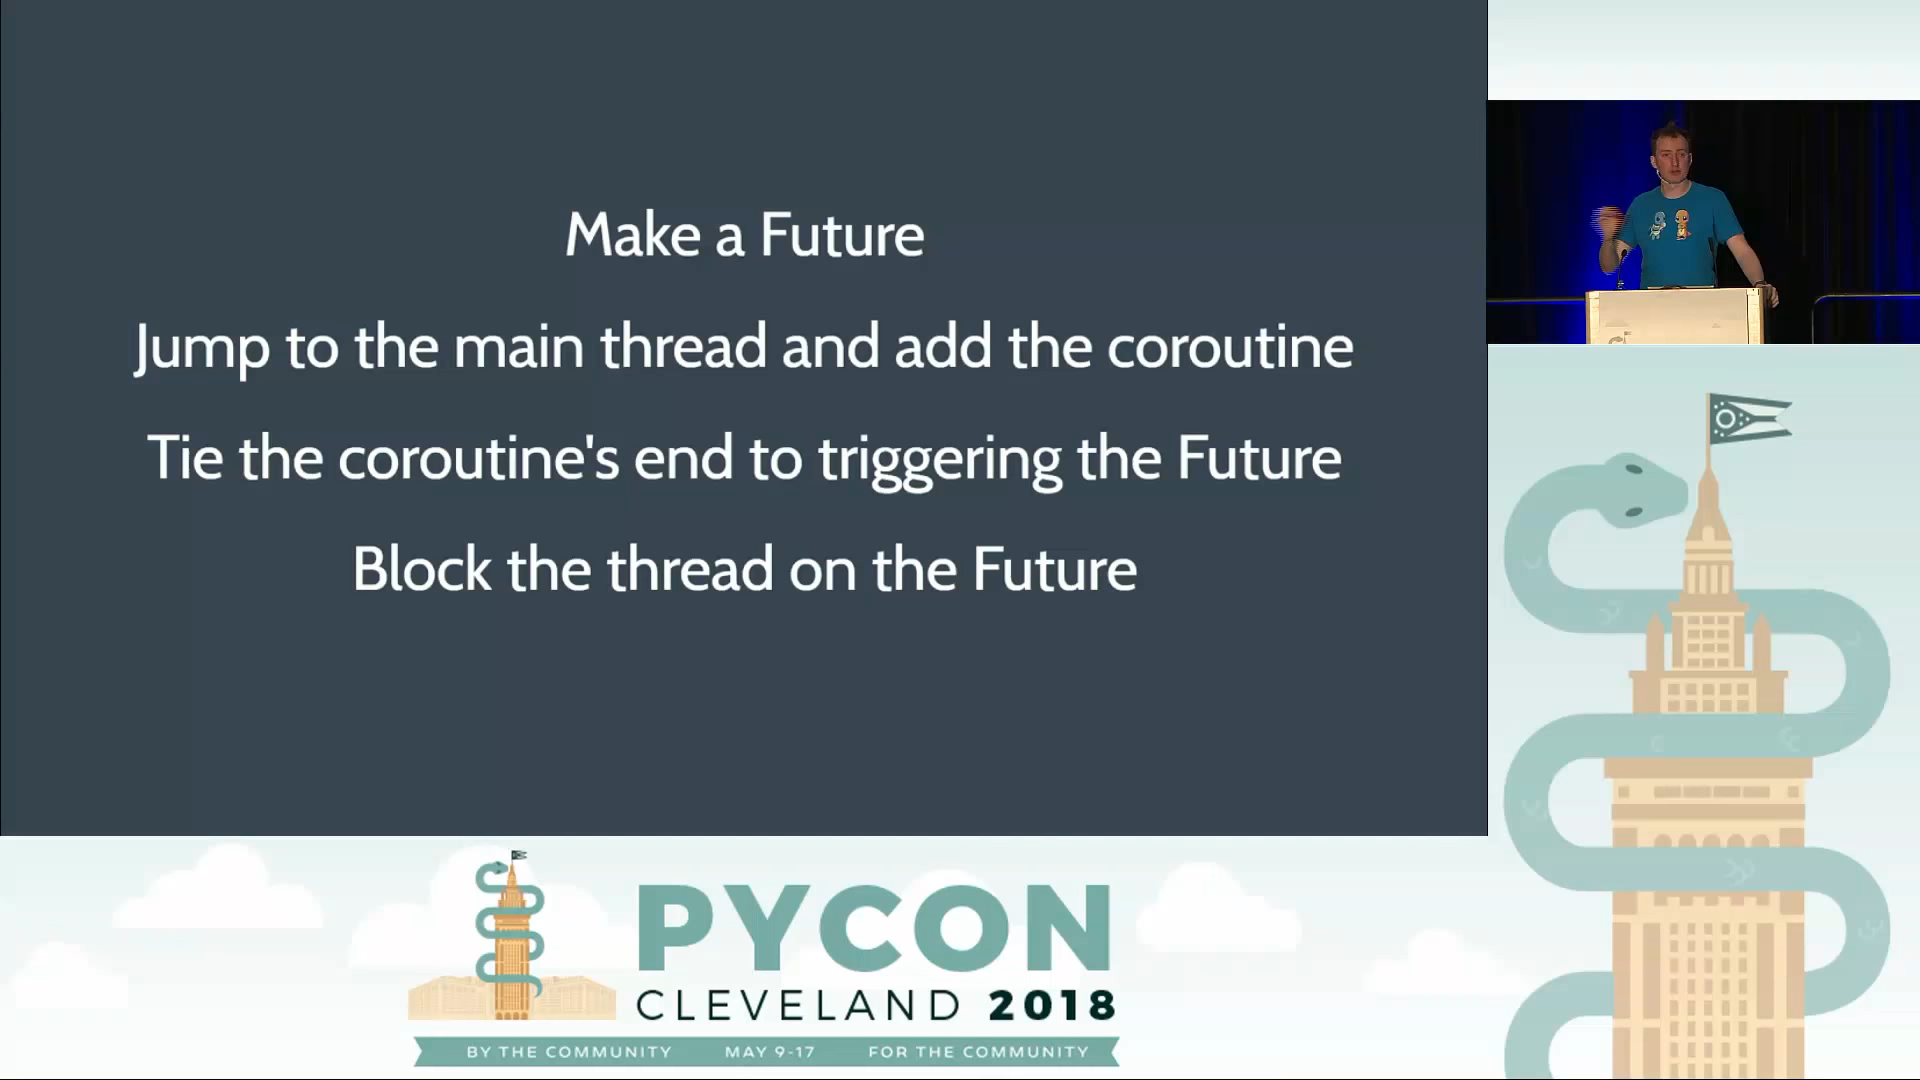 Make a Future
Jump to the main thread and add the coroutine
Tie the coroutine's end to triggering the Future
Block the thread on the Future
PYCON
CLEVELAND 2018
BY THE COMMUNITY MAY 9-17 FOR THE COMMUNITY